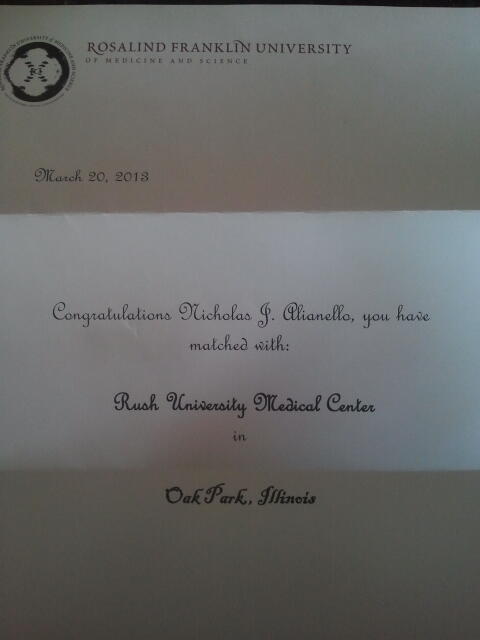 ROSALIND FRANKLIN UNIVERSITY
OF MEDICINE AND SCIENCE
March 20, 2013
Congratulations Nicholas J. Alianello, you have
matched with:
Rush University Medical Center
in
Oak Park, Illinois